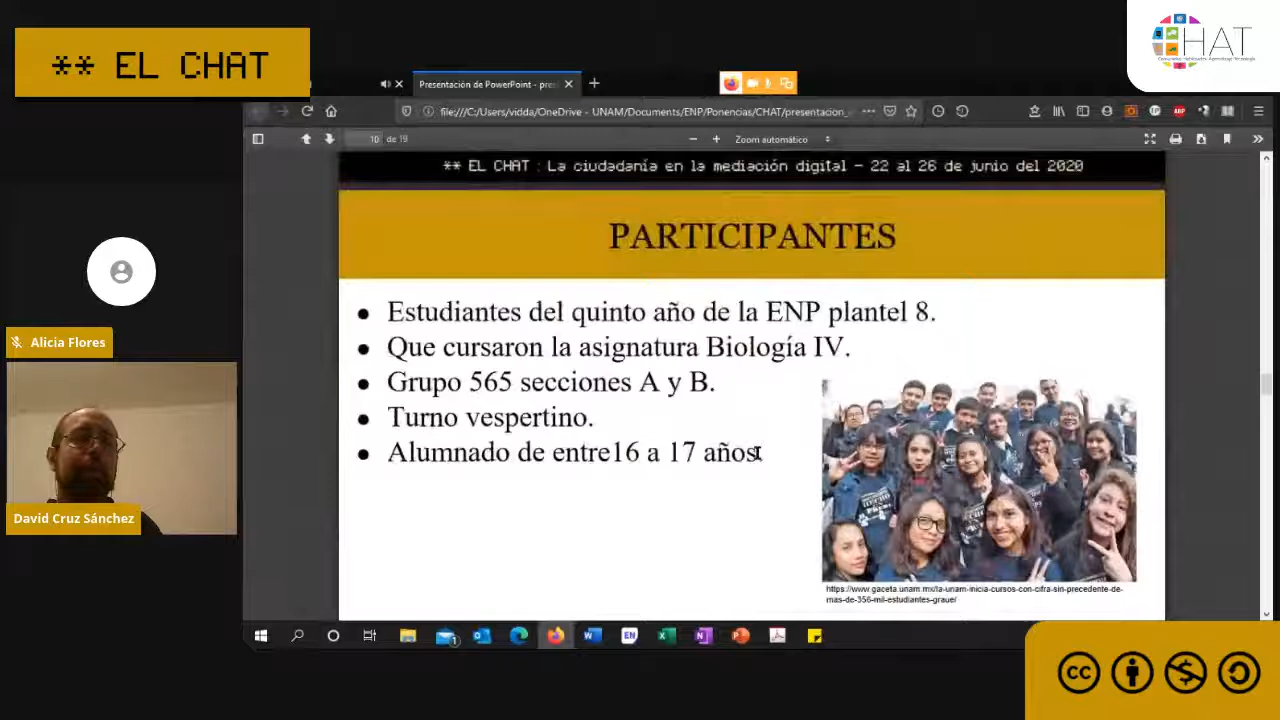 ** EL CHAT
CHAT
Presentación de PowerPoint - pres
file:///C:/Users/vidda/OneDrive - UNAM/Documents/ENP/Ponencias/CHAT/presentacion_
10 de 19
Zoom automático
** EL CHAT : La ciudadanía en la mediación digital - 22 al 26 de junio del 2020
PARTICIPANTES
● Estudiantes del quinto año de la ENP plantel 8.
● Que cursaron la asignatura Biología IV.
● Grupo 565 secciones A y B.
● Turno vespertino.
● Alumnado de entre16 a 17 años
https://www.gaceta.unam.mx/la-unam-inicia-cursos-con-cifra-sin-precedente-de-
mas-de-356-mil-estudiantes-graue/
Alicia Flores
David Cruz Sánchez
EN
cc